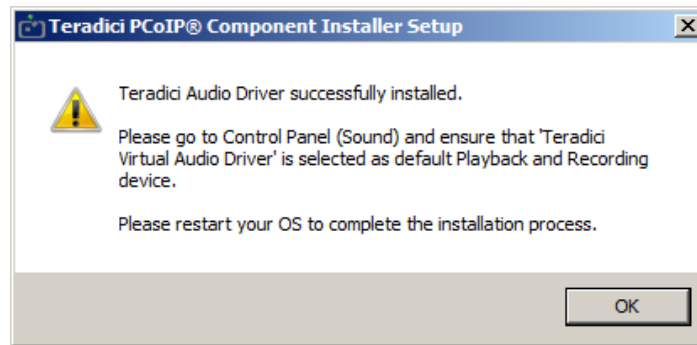 Teradici PCoIP® Component Installer Setup
Teradici Audio Driver successfully installed.
Please go to Control Panel (Sound) and ensure that 'Teradici
Virtual Audio Driver' is selected as default Playback and Recording
device.
Please restart your OS to complete the installation process.
OK